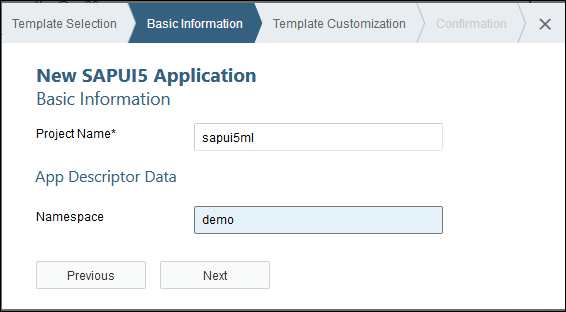 Template Selection
Basic Information
Template Customization
Confirmation
New SAPUI5 Application
Basic Information
Project Name*
sapui5ml
App Descriptor Data
Namespace
demo
Previous
Next